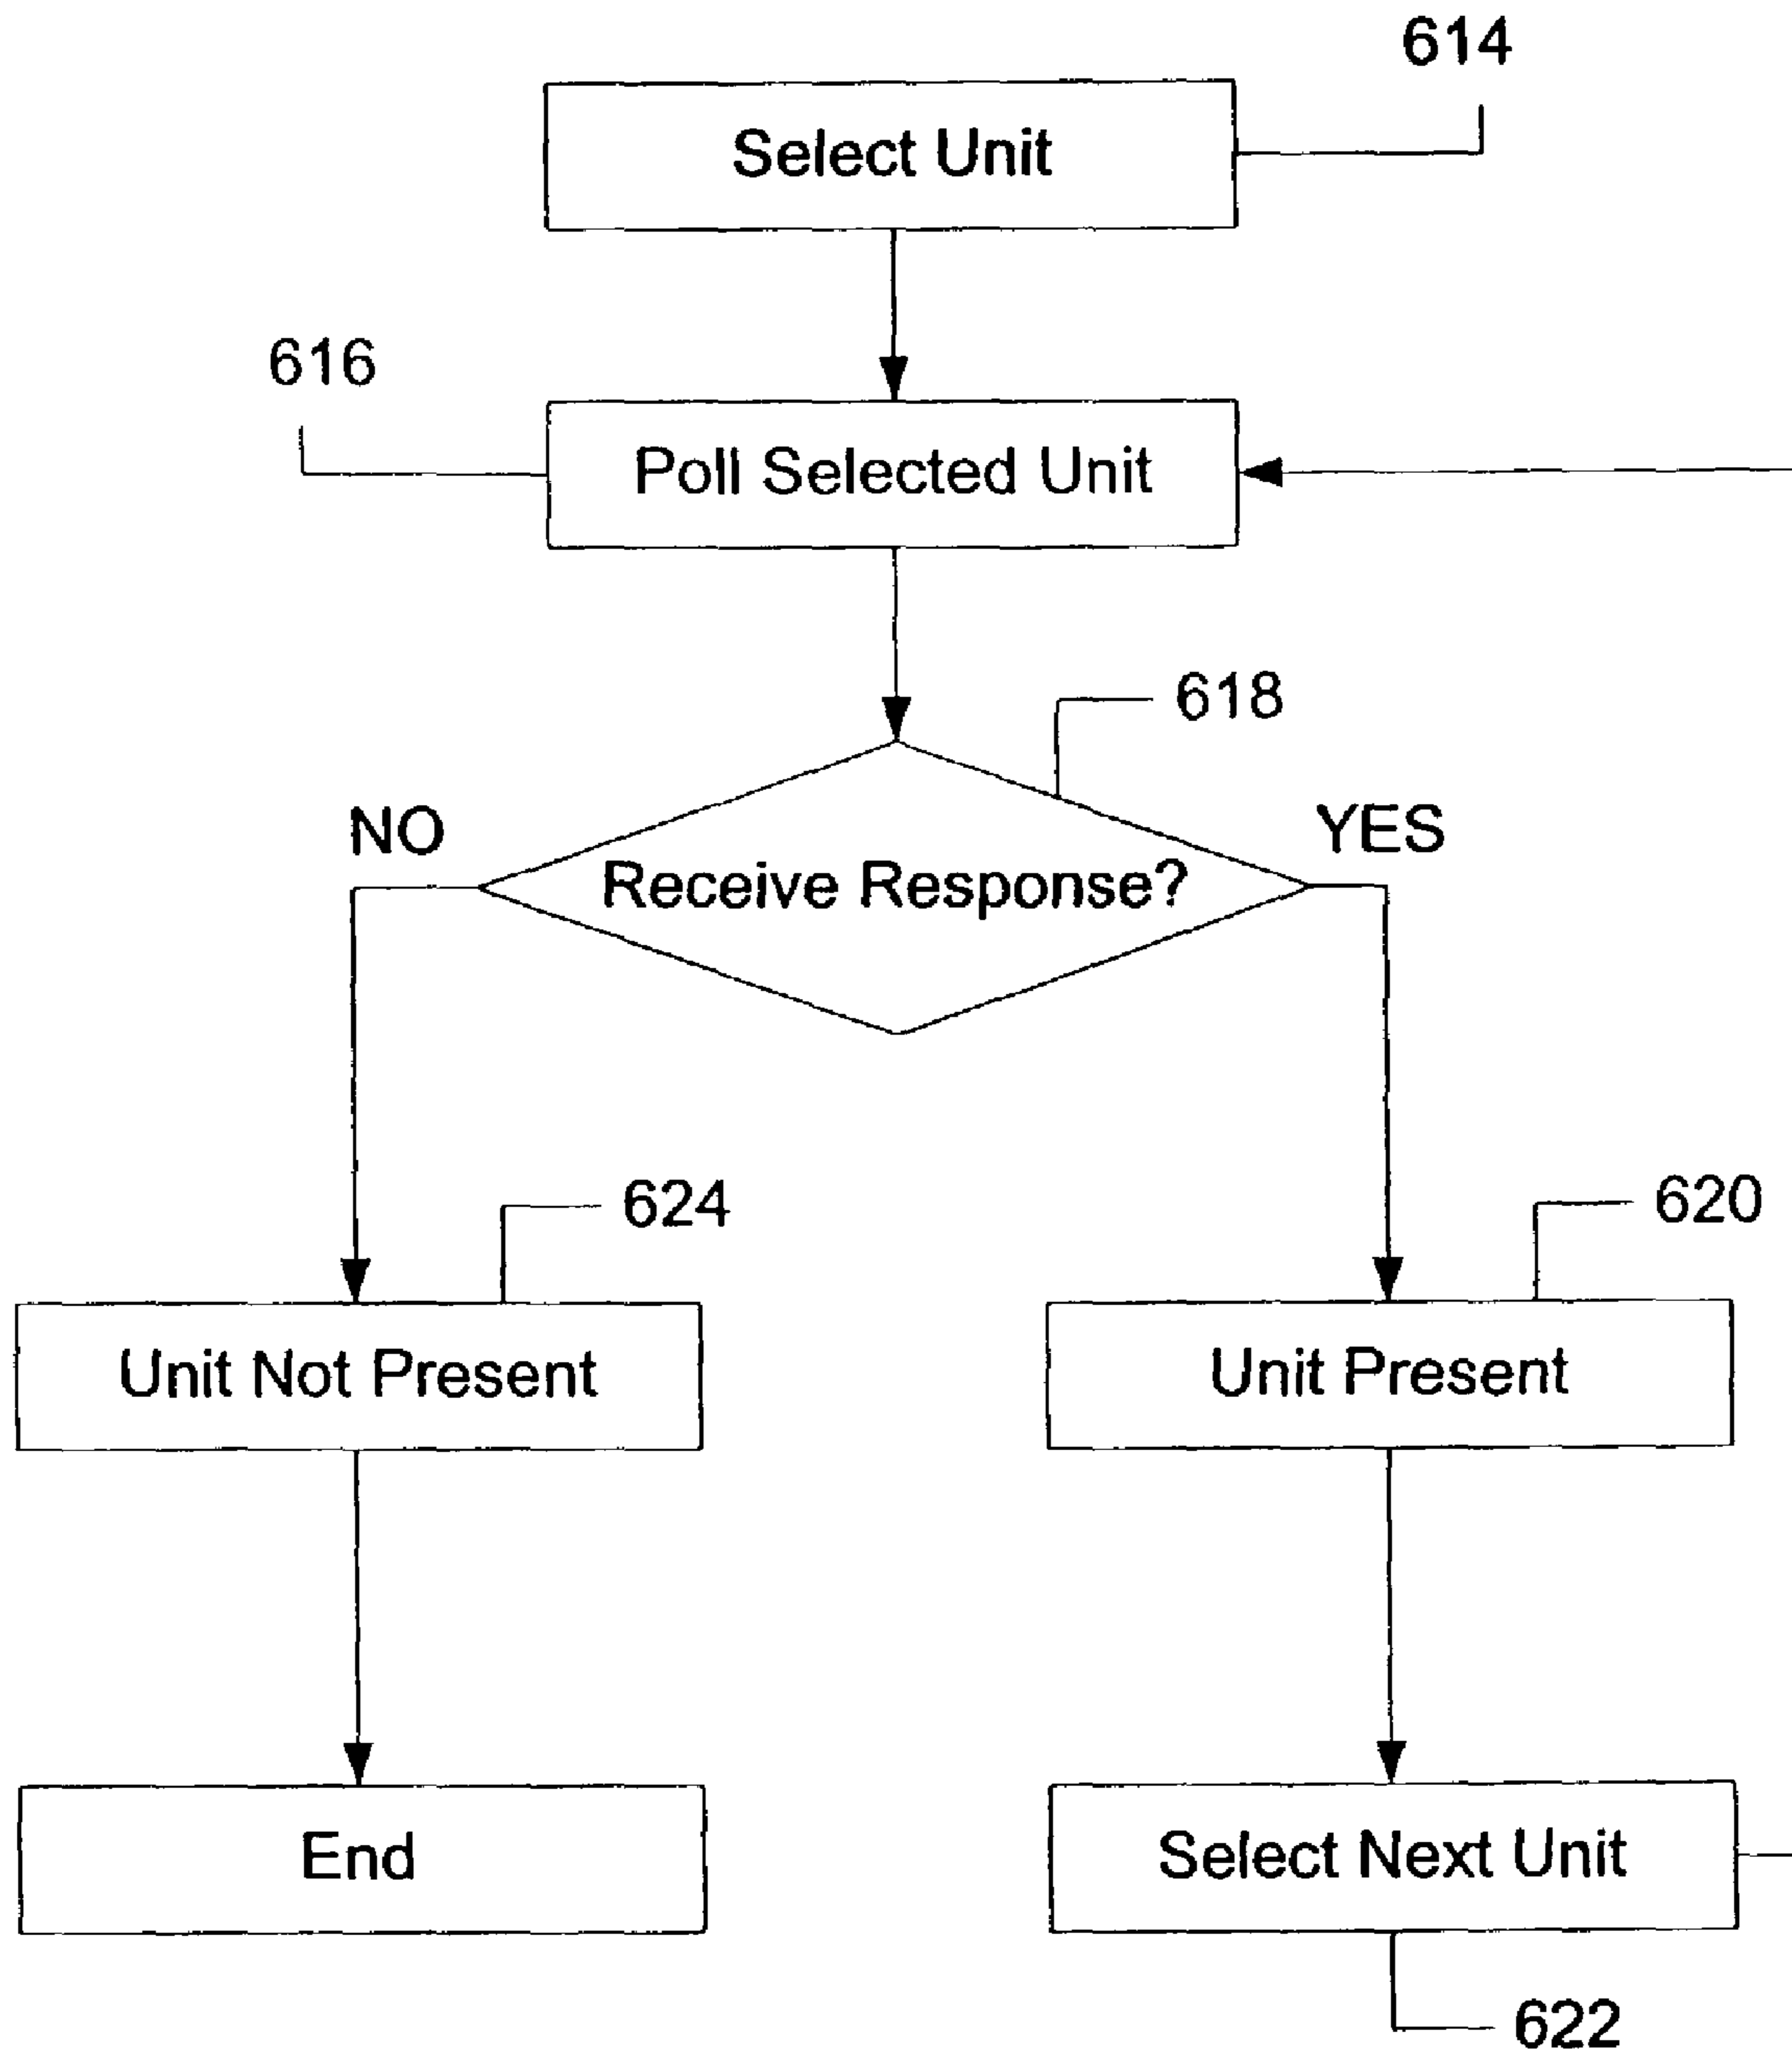 614
Select Unit
616
Poll Selected Unit
618
NO
YES
Receive Response?
624
620
Unit Not Present
Unit Present
End
Select Next Unit
622